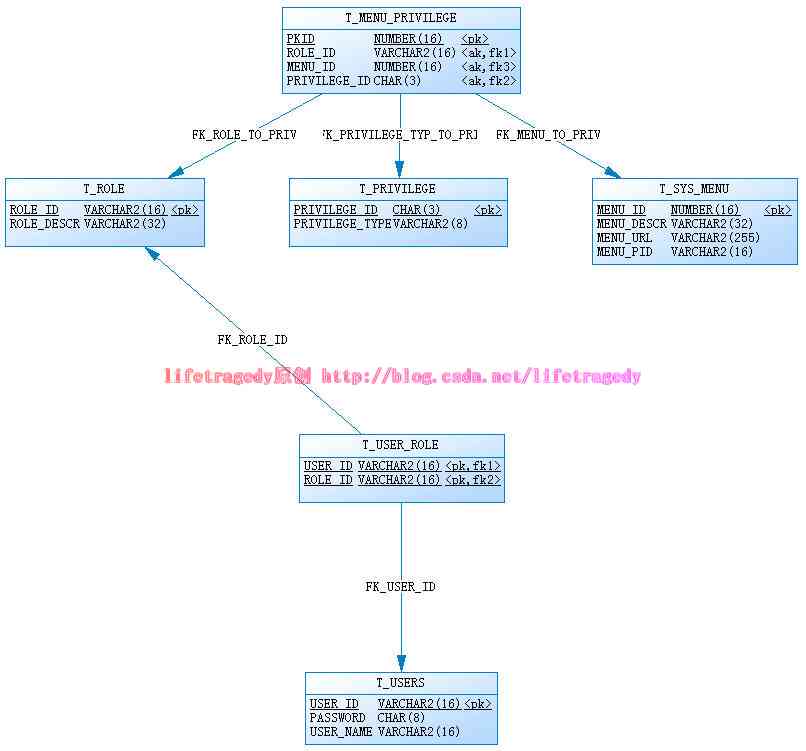 T_MENU_PRIVILEGE
PKID NUMBER(16) <pk>
ROLE_ID VARCHAR2(16) <ak,fk1>
MENU_ID NUMBER(16) <ak,fk3>
PRIVILEGE_ID CHAR(3) <ak,fk2>
FK_ROLE_TO_PRIV FK_PRIVILEGE_TYP_TO_PRI FK_MENU_TO_PRIV
T_ROLE
ROLE_ID VARCHAR2(16) <pk>
ROLE_DESCR VARCHAR2(32)
T_PRIVILEGE
PRIVILEGE_ID CHAR(3) <pk>
PRIVILEGE_TYPE VARCHAR2(8)
T_SYS_MENU
MENU_ID NUMBER(16) <pk>
MENU_DESCR VARCHAR2(32)
MENU_URL VARCHAR2(255)
MENU_PID VARCHAR2(16)
FK_ROLE_ID
lifetragedy原创 http://blog.csdn.net/lifetragedy
T_USER_ROLE
USER_ID VARCHAR2(16) <pk,fk1>
ROLE_ID VARCHAR2(16) <pk,fk2>
FK_USER_ID
T_USERS
USER_ID VARCHAR2(16) <pk>
PASSWORD CHAR(8)
USER_NAME VARCHAR2(16)